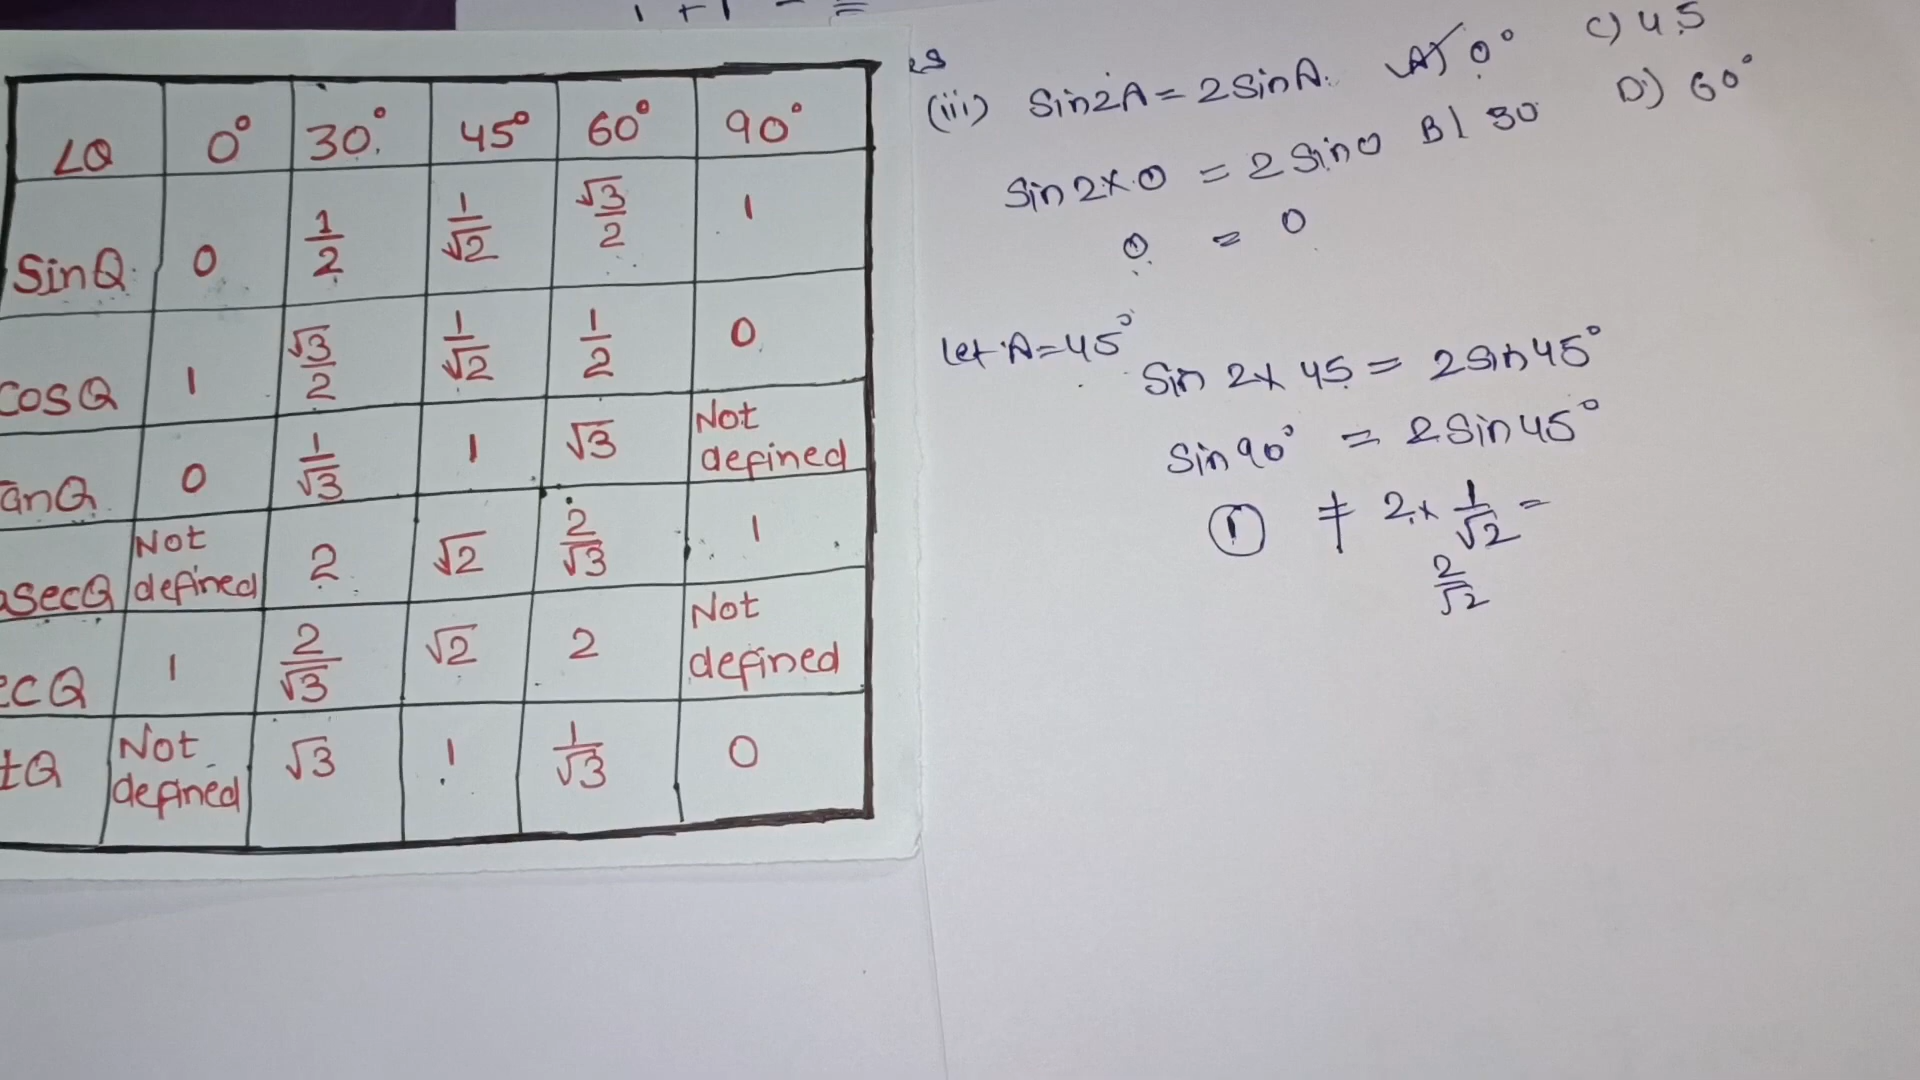 ∠Q 0° 30° 45° 60° 90°
SinQ 0 1/2 1/√2 √3/2 1
cosQ 1 √3/2 1/√2 1/2 0
anQ 0 1/√3 1 √3 Not defined
osecQ Not defined 2 √2 2/√3 1
ecQ 1 2/√3 √2 2 Not defined
tQ Not defined √3 1 1/√3 0
(iii) Sin2A = 2SinA. A) 0° C) 45
B) 30 D) 60°
Sin 2×0 = 2 Sin 0
0 = 0
let A=45°
Sin 2×45 = 2Sin45°
Sin90° = 2Sin45°
1 ≠ 2×1/√2 =
2/√2